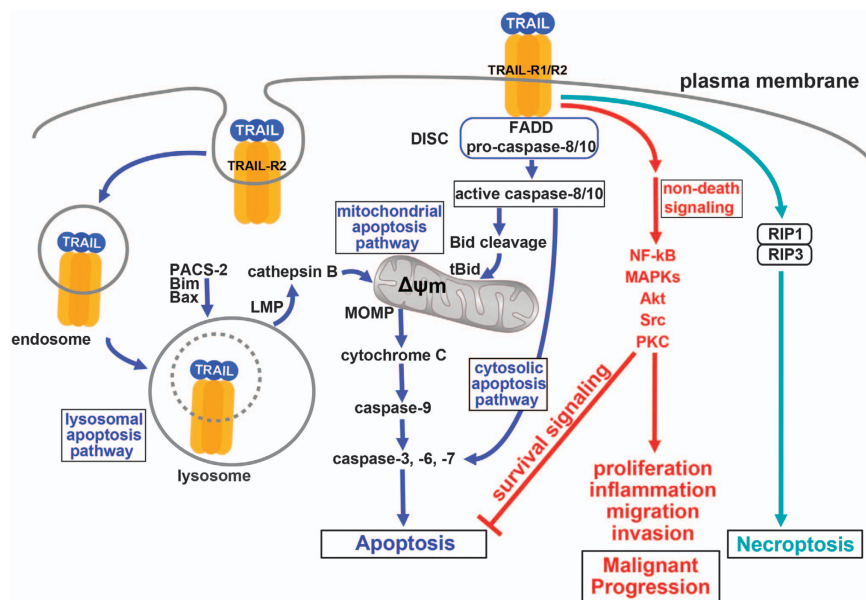 TRAIL
TRAIL-R1/R2
plasma membrane
TRAIL
TRAIL-R2
DISC
FADD
pro-caspase-8/10
active caspase-8/10
non-death
signaling
mitochondrial
apoptosis
pathway
Bid cleavage
tBid
RIP1
RIP3
NF-kB
MAPKs
Akt
Src
PKC
TRAIL
endosome
PACS-2
Bim
Bax
cathepsin B
LMP
Δψm
MOMP
cytochrome C
caspase-9
caspase-3, -6, -7
cytosolic
apoptosis
pathway
TRAIL
lysosomal
apoptosis
pathway
lysosome
survival signaling
proliferation
inflammation
migration
invasion
Apoptosis
Malignant
Progression
Necroptosis